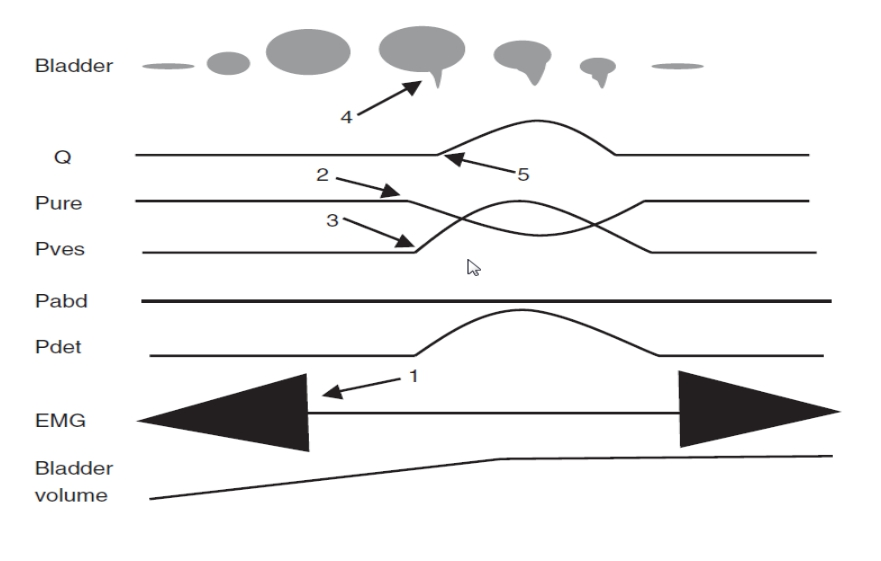 Bladder
4
Q
5
2
Pure
3
Pves
Pabd
Pdet
1
EMG
Bladder
volume